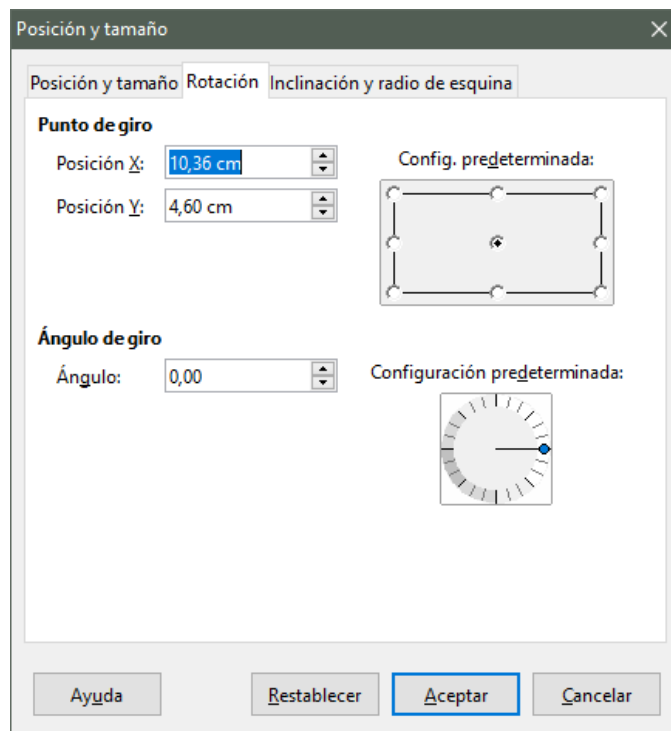 Posición y tamaño
Posición y tamaño Rotación Inclinación y radio de esquina
Punto de giro
Posición X: 10,36 cm
Config. predeterminada:
Posición Y: 4,60 cm
Ángulo de giro
Ángulo: 0,00
Configuración predeterminada:
Ayuda Restablecer Aceptar Cancelar